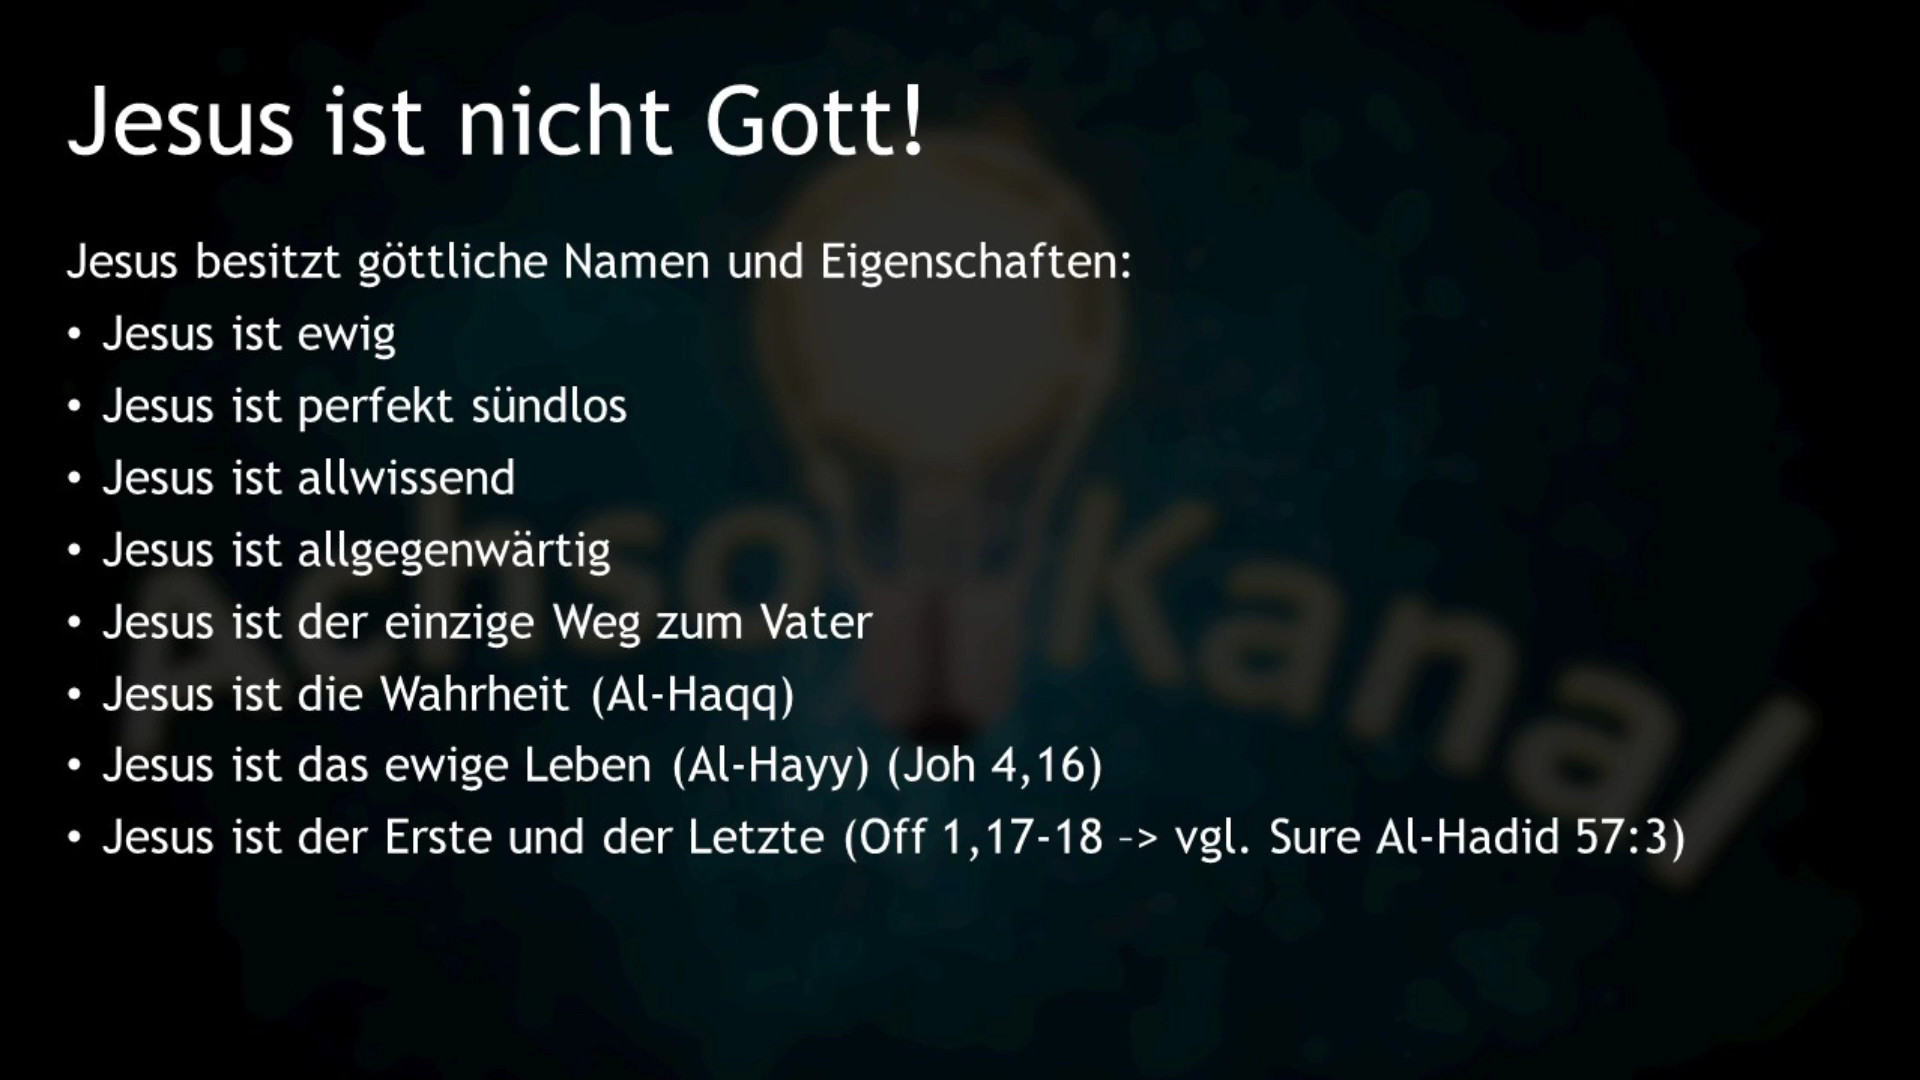 Jesus ist nicht Gott!
Jesus besitzt göttliche Namen und Eigenschaften:
• Jesus ist ewig
• Jesus ist perfekt sündlos
• Jesus ist allwissend
• Jesus ist allgegenwärtig
• Jesus ist der einzige Weg zum Vater
• Jesus ist die Wahrheit (Al-Haqq)
• Jesus ist das ewige Leben (Al-Hayy) (Joh 4,16)
• Jesus ist der Erste und der Letzte (Off 1,17-18 –> vgl. Sure Al-Hadid 57:3)
Achso Kanal